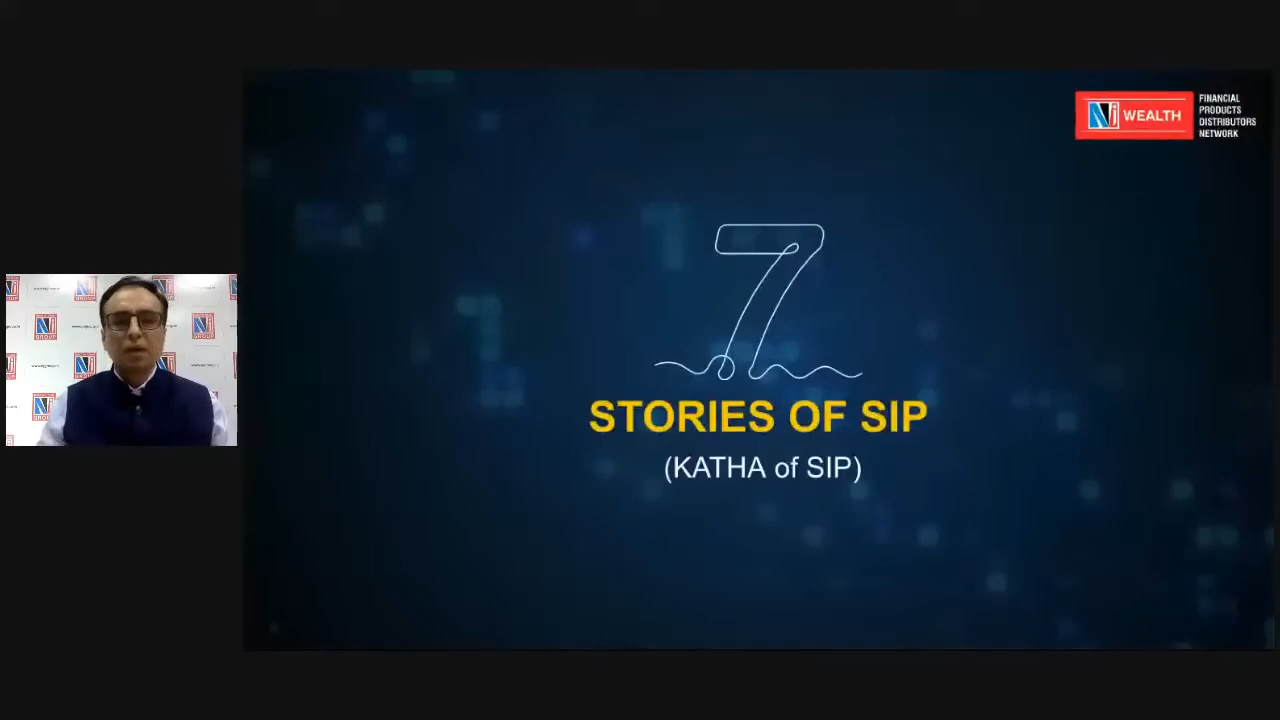 NJ WEALTH
FINANCIAL
PRODUCTS
DISTRIBUTORS
NETWORK
7
STORIES OF SIP
(KATHA of SIP)